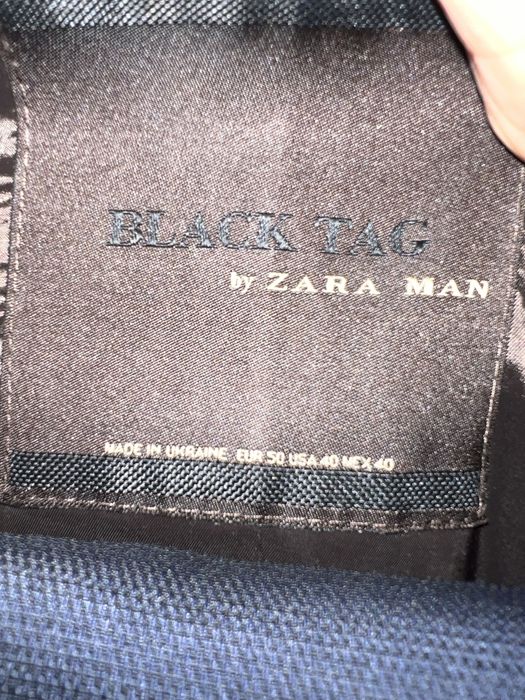 BLACK TAG
by ZARA MAN
MADE IN UKRAINE. EUR 50 USA 40 MEX 40